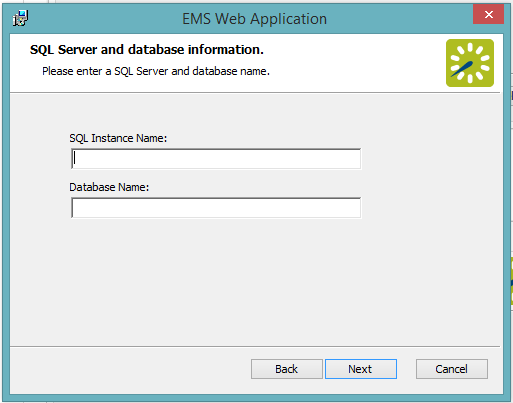 EMS Web Application
SQL Server and database information.
Please enter a SQL Server and database name.
SQL Instance Name:
Database Name:
Back
Next
Cancel